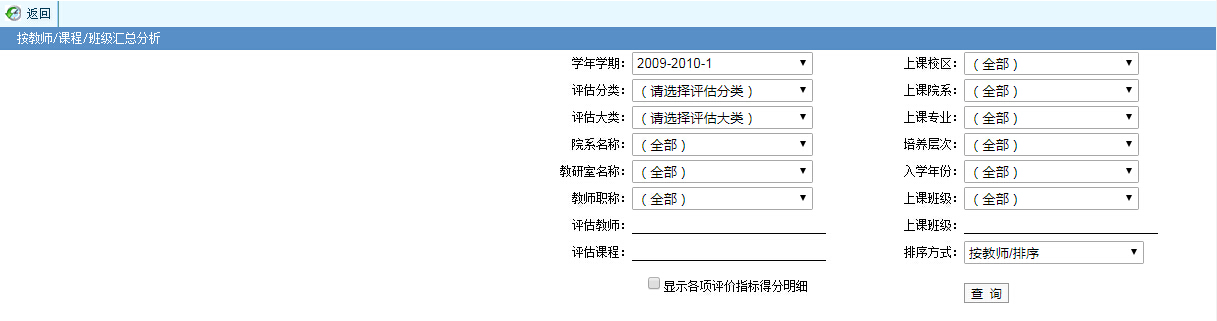 返回
按教师/课程/班级汇总分析
学年学期： 2009-2010-1 上课校区： （全部）
评估分类： （请选择评估分类） 上课院系： （全部）
评估大类： （请选择评估大类） 上课专业： （全部）
院系名称： （全部） 培养层次： （全部）
教研室名称： （全部） 入学年份： （全部）
教师职称： （全部） 上课班级： （全部）
评估教师： 上课班级：
评估课程： 排序方式： 按教师/排序
显示各项评价指标得分明细 查 询